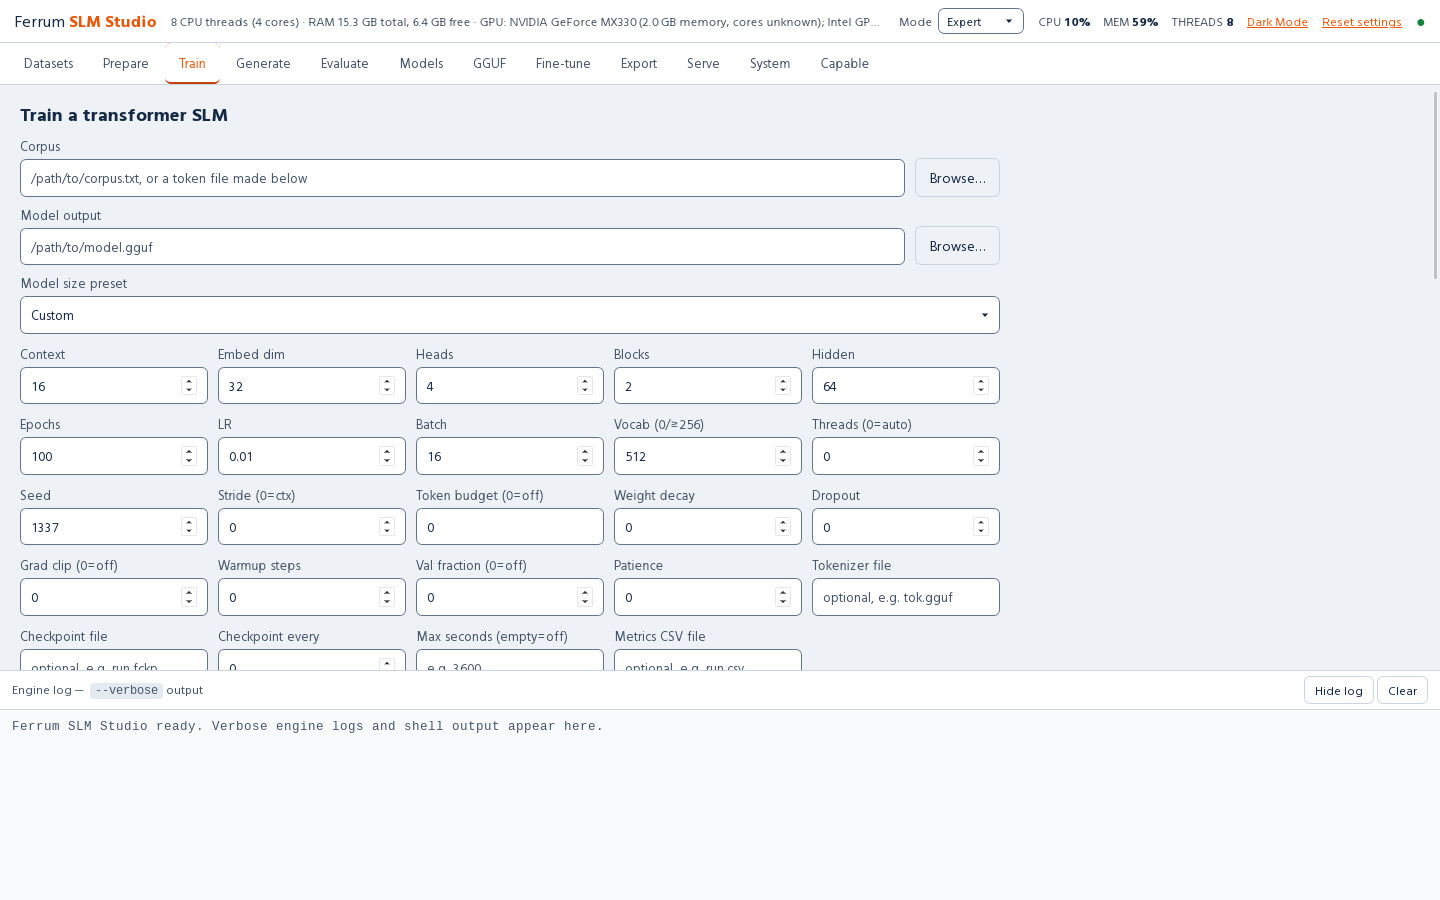 Ferrum SLM Studio 8 CPU threads (4 cores) · RAM 15.3 GB total, 6.4 GB free · GPU: NVIDIA GeForce MX330 (2.0 GB memory, cores unknown); Intel GP... Mode Expert CPU 10% MEM 59% THREADS 8 Dark Mode Reset settings
Datasets Prepare Train Generate Evaluate Models GGUF Fine-tune Export Serve System Capable
Train a transformer SLM
Corpus
/path/to/corpus.txt, or a token file made below Browse...
Model output
/path/to/model.gguf Browse...
Model size preset
Custom
Context Embed dim Heads Blocks Hidden
16 32 4 2 64
Epochs LR Batch Vocab (0/≥256) Threads (0=auto)
100 0.01 16 512 0
Seed Stride (0=ctx) Token budget (0=off) Weight decay Dropout
1337 0 0 0 0
Grad clip (0=off) Warmup steps Val fraction (0=off) Patience Tokenizer file
0 0 0 0 optional, e.g. tok.gguf
Checkpoint file Checkpoint every Max seconds (empty=off) Metrics CSV file
optional, e.g. run.fckp 0 e.g. 3600 optional, e.g. run.csv
Engine log — --verbose output Hide log Clear
Ferrum SLM Studio ready. Verbose engine logs and shell output appear here.